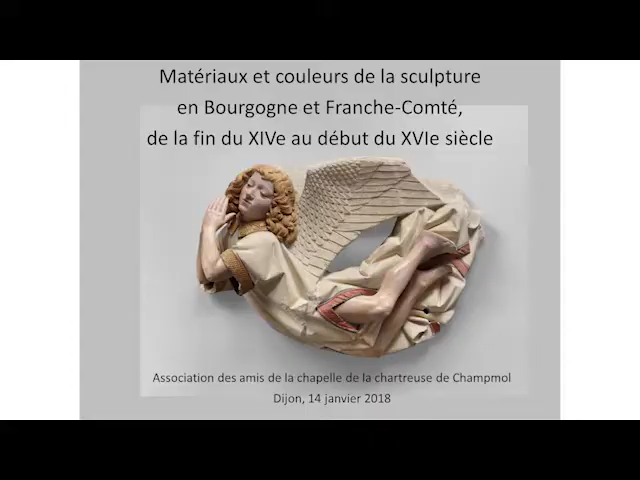 Matériaux et couleurs de la sculpture
en Bourgogne et Franche-Comté,
de la fin du XIVe au début du XVIe siècle
Association des amis de la chapelle de la chartreuse de Champmol
Dijon, 14 janvier 2018